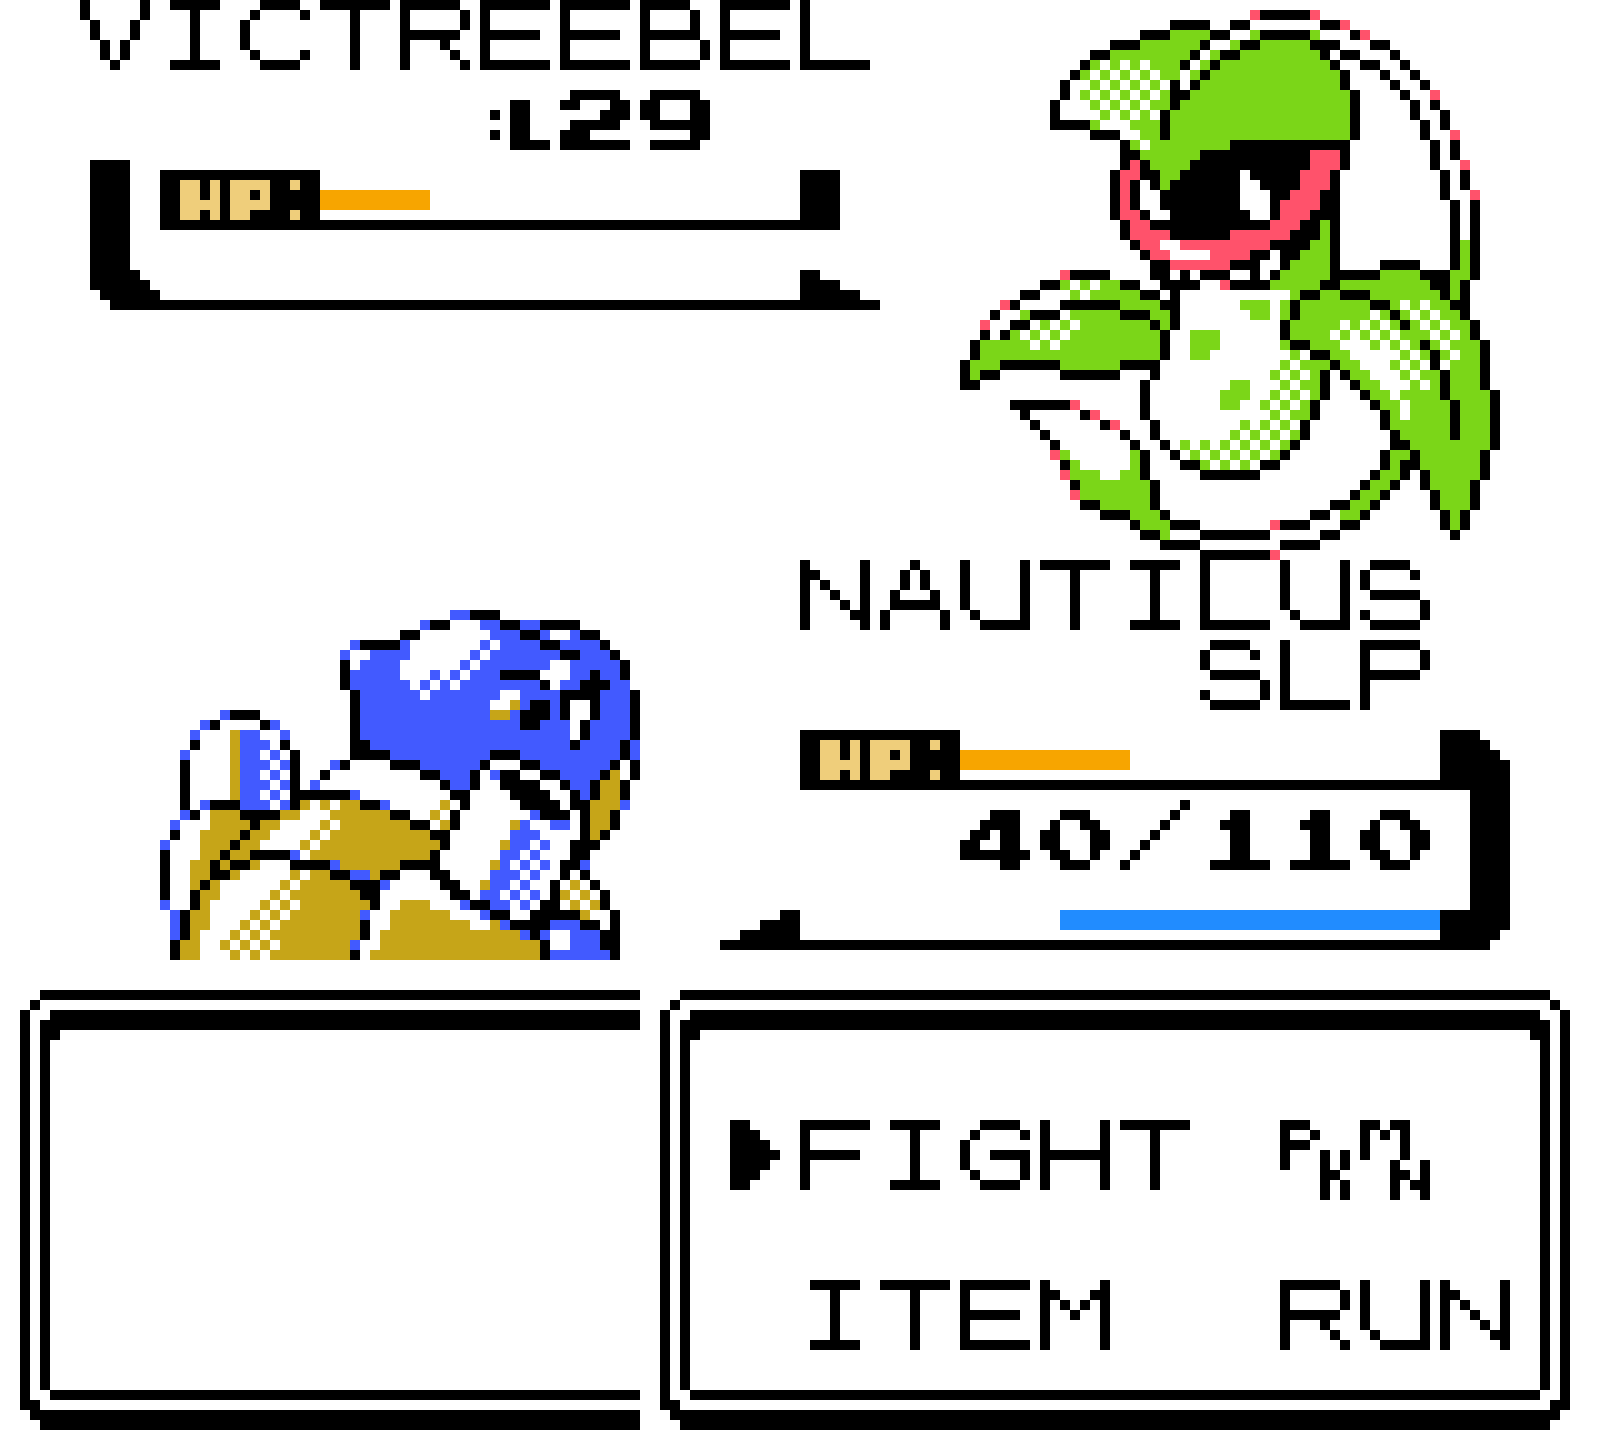 VICTREEBEL
:L29
HP:
NAUTICUS
SLP
HP:
40/110
▶FIGHT PKMN
ITEM RUN